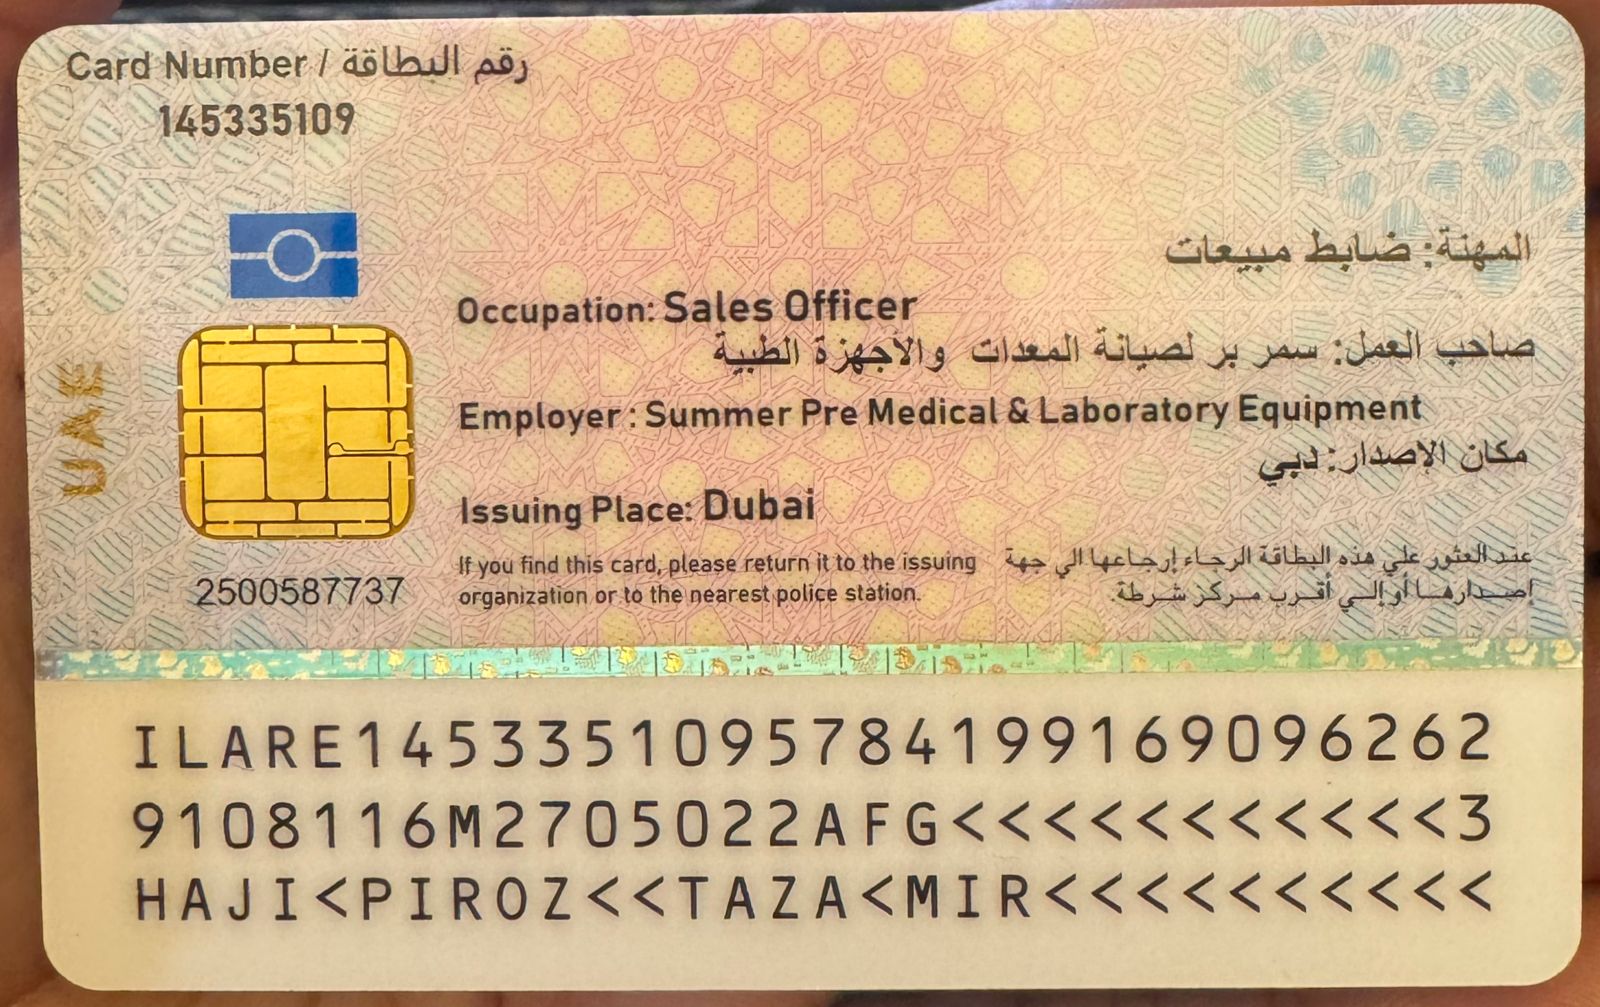 Card Number / رقم البطاقة
145335109
المهنة: ضابط مبيعات
Occupation: Sales Officer
صاحب العمل: سمر بر لصيانة المعدات والاجهزة الطبية
Employer : Summer Pre Medical & Laboratory Equipment
مكان الإصدار: دبي
Issuing Place: Dubai
UAE
2500587737
If you find this card, please return it to the issuing
organization or to the nearest police station.
عند العثور علي هذه البطاقة الرجاء إرجاعها الي جهة
إصدارها أو إلي أقرب مركز شرطة.
ILARE1453351095784199169096262
9108116M2705022AFG<<<<<<<<<<<3
HAJI<PIROZ<<TAZA<MIR<<<<<<<<<<